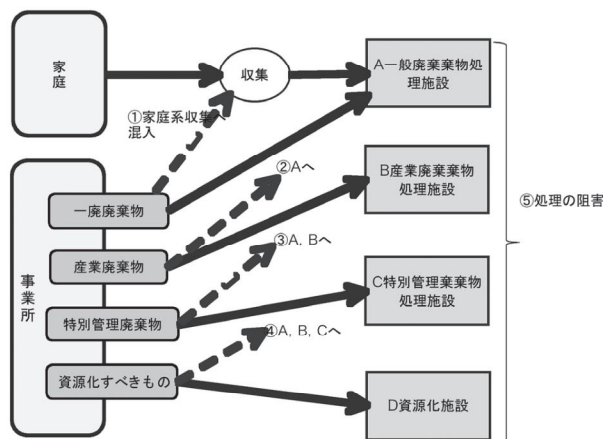 家庭
収集
A一般廃棄棄物処
理施設
①家庭系収集へ
混入
②Aへ
B産業廃棄棄物
処理施設
⑤処理の阻害
事業所
一廃廃棄物
産業廃棄物
③A, Bへ
特別管理廃棄物
C特別管理棄棄物
処理施設
④A, B, Cへ
資源化すべきもの
D資源化施設